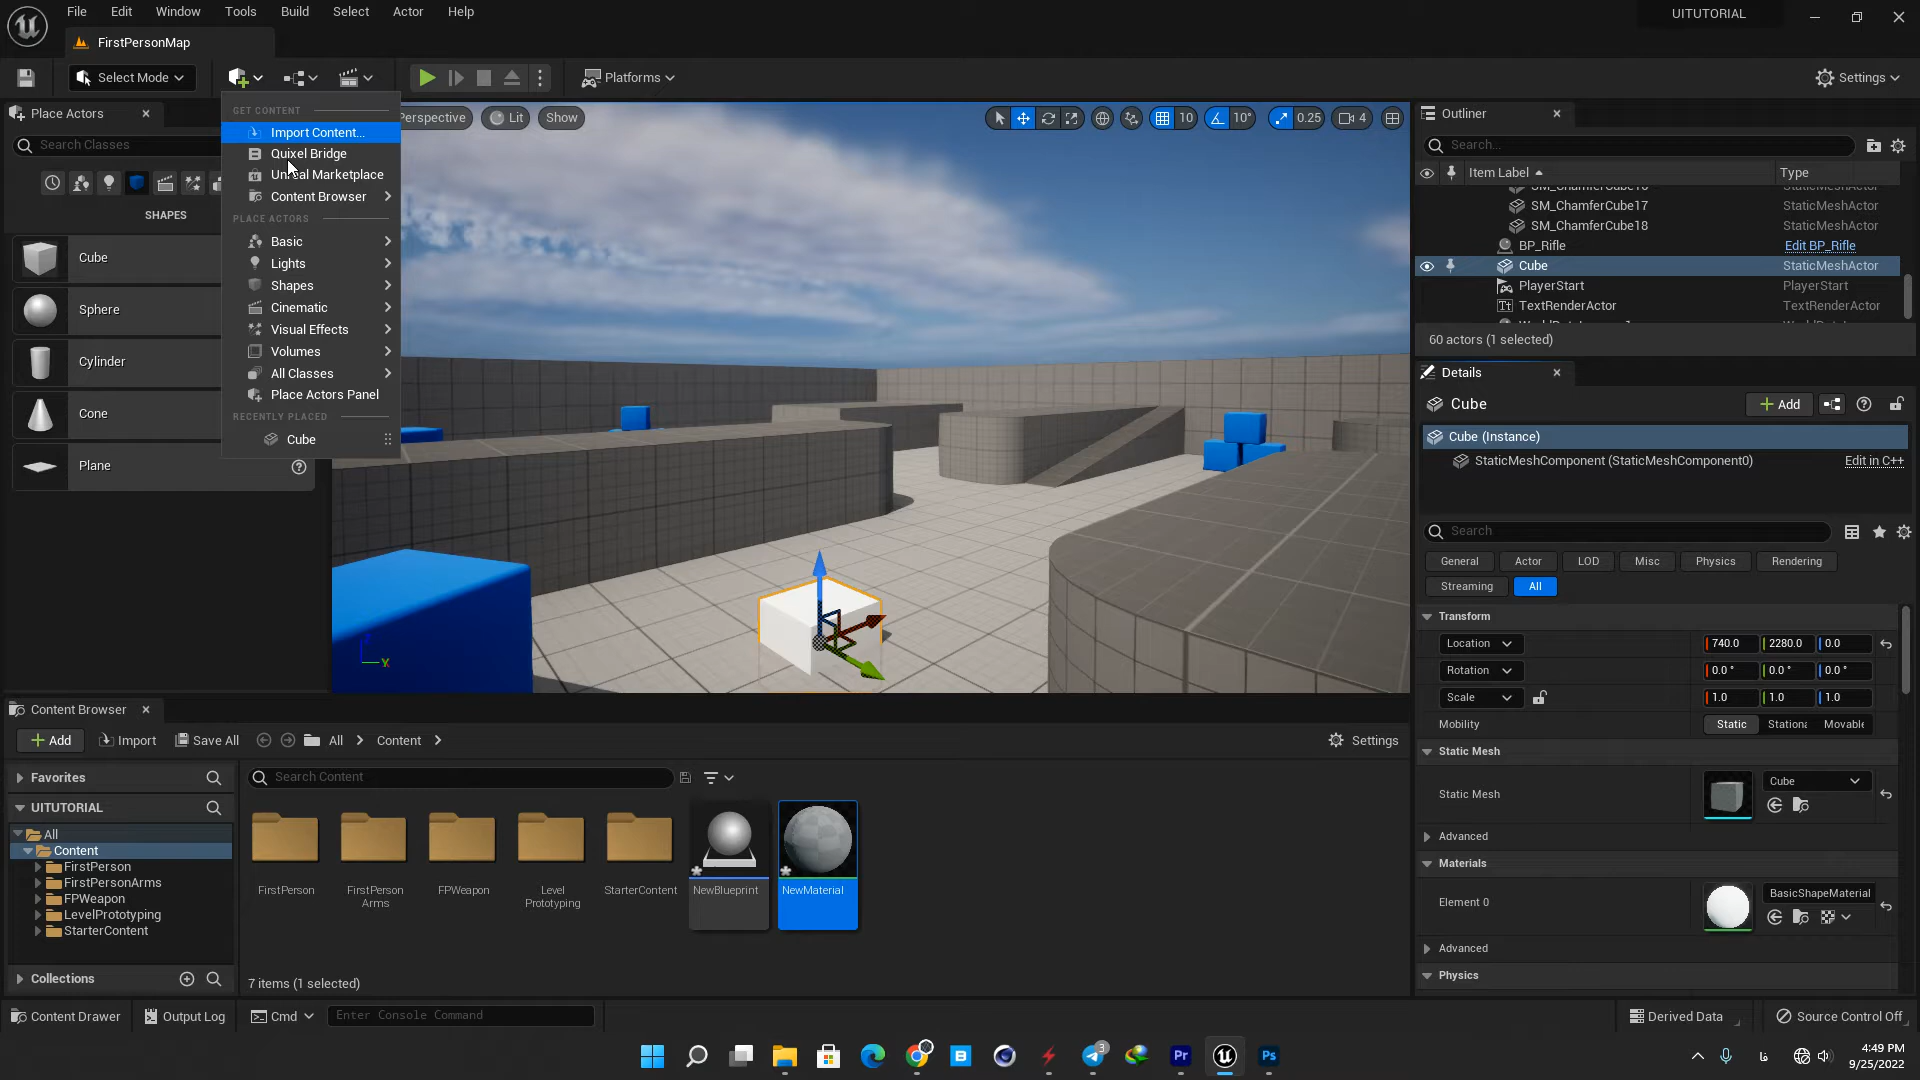 File Edit Window Tools Build Select Actor Help
UITUTORIAL
FirstPersonMap
Select Mode
Platforms
Settings
Place Actors
Search Classes
SHAPES
Cube
Sphere
Cylinder
Cone
Plane
GET CONTENT
Import Content...
Quixel Bridge
Unreal Marketplace
Content Browser
PLACE ACTORS
Basic
Lights
Shapes
Cinematic
Visual Effects
Volumes
All Classes
Place Actors Panel
RECENTLY PLACED
Cube
Perspective Lit Show
10 10° 0.25 4
Outliner
Search...
Item Label Type
SM_ChamferCube17 StaticMeshActor
SM_ChamferCube18 StaticMeshActor
BP_Rifle Edit BP_Rifle
Cube StaticMeshActor
PlayerStart PlayerStart
TextRenderActor TextRenderActor
60 actors (1 selected)
Details
Cube Add
Cube (Instance)
StaticMeshComponent (StaticMeshComponent0) Edit in C++
Search
General Actor LOD Misc Physics Rendering
Streaming All
Transform
Location 740.0 2280.0 0.0
Rotation 0.0° 0.0° 0.0°
Scale 1.0 1.0 1.0
Mobility Static Stationa Movable
Static Mesh
Static Mesh Cube
Advanced
Materials
Element 0 BasicShapeMaterial
Advanced
Physics
Content Browser
Add Import Save All All Content Settings
Favorites
UITUTORIAL
All
Content
FirstPerson
FirstPersonArms
FPWeapon
LevelPrototyping
StarterContent
Collections
Search Content
FirstPerson
FirstPerson
Arms
FPWeapon
Level
Prototyping
StarterContent
NewBlueprint
NewMaterial
7 items (1 selected)
Content Drawer Output Log Cmd Enter Console Command
Derived Data Source Control Off
3
Pr
Ps
فا
4:49 PM
9/25/2022